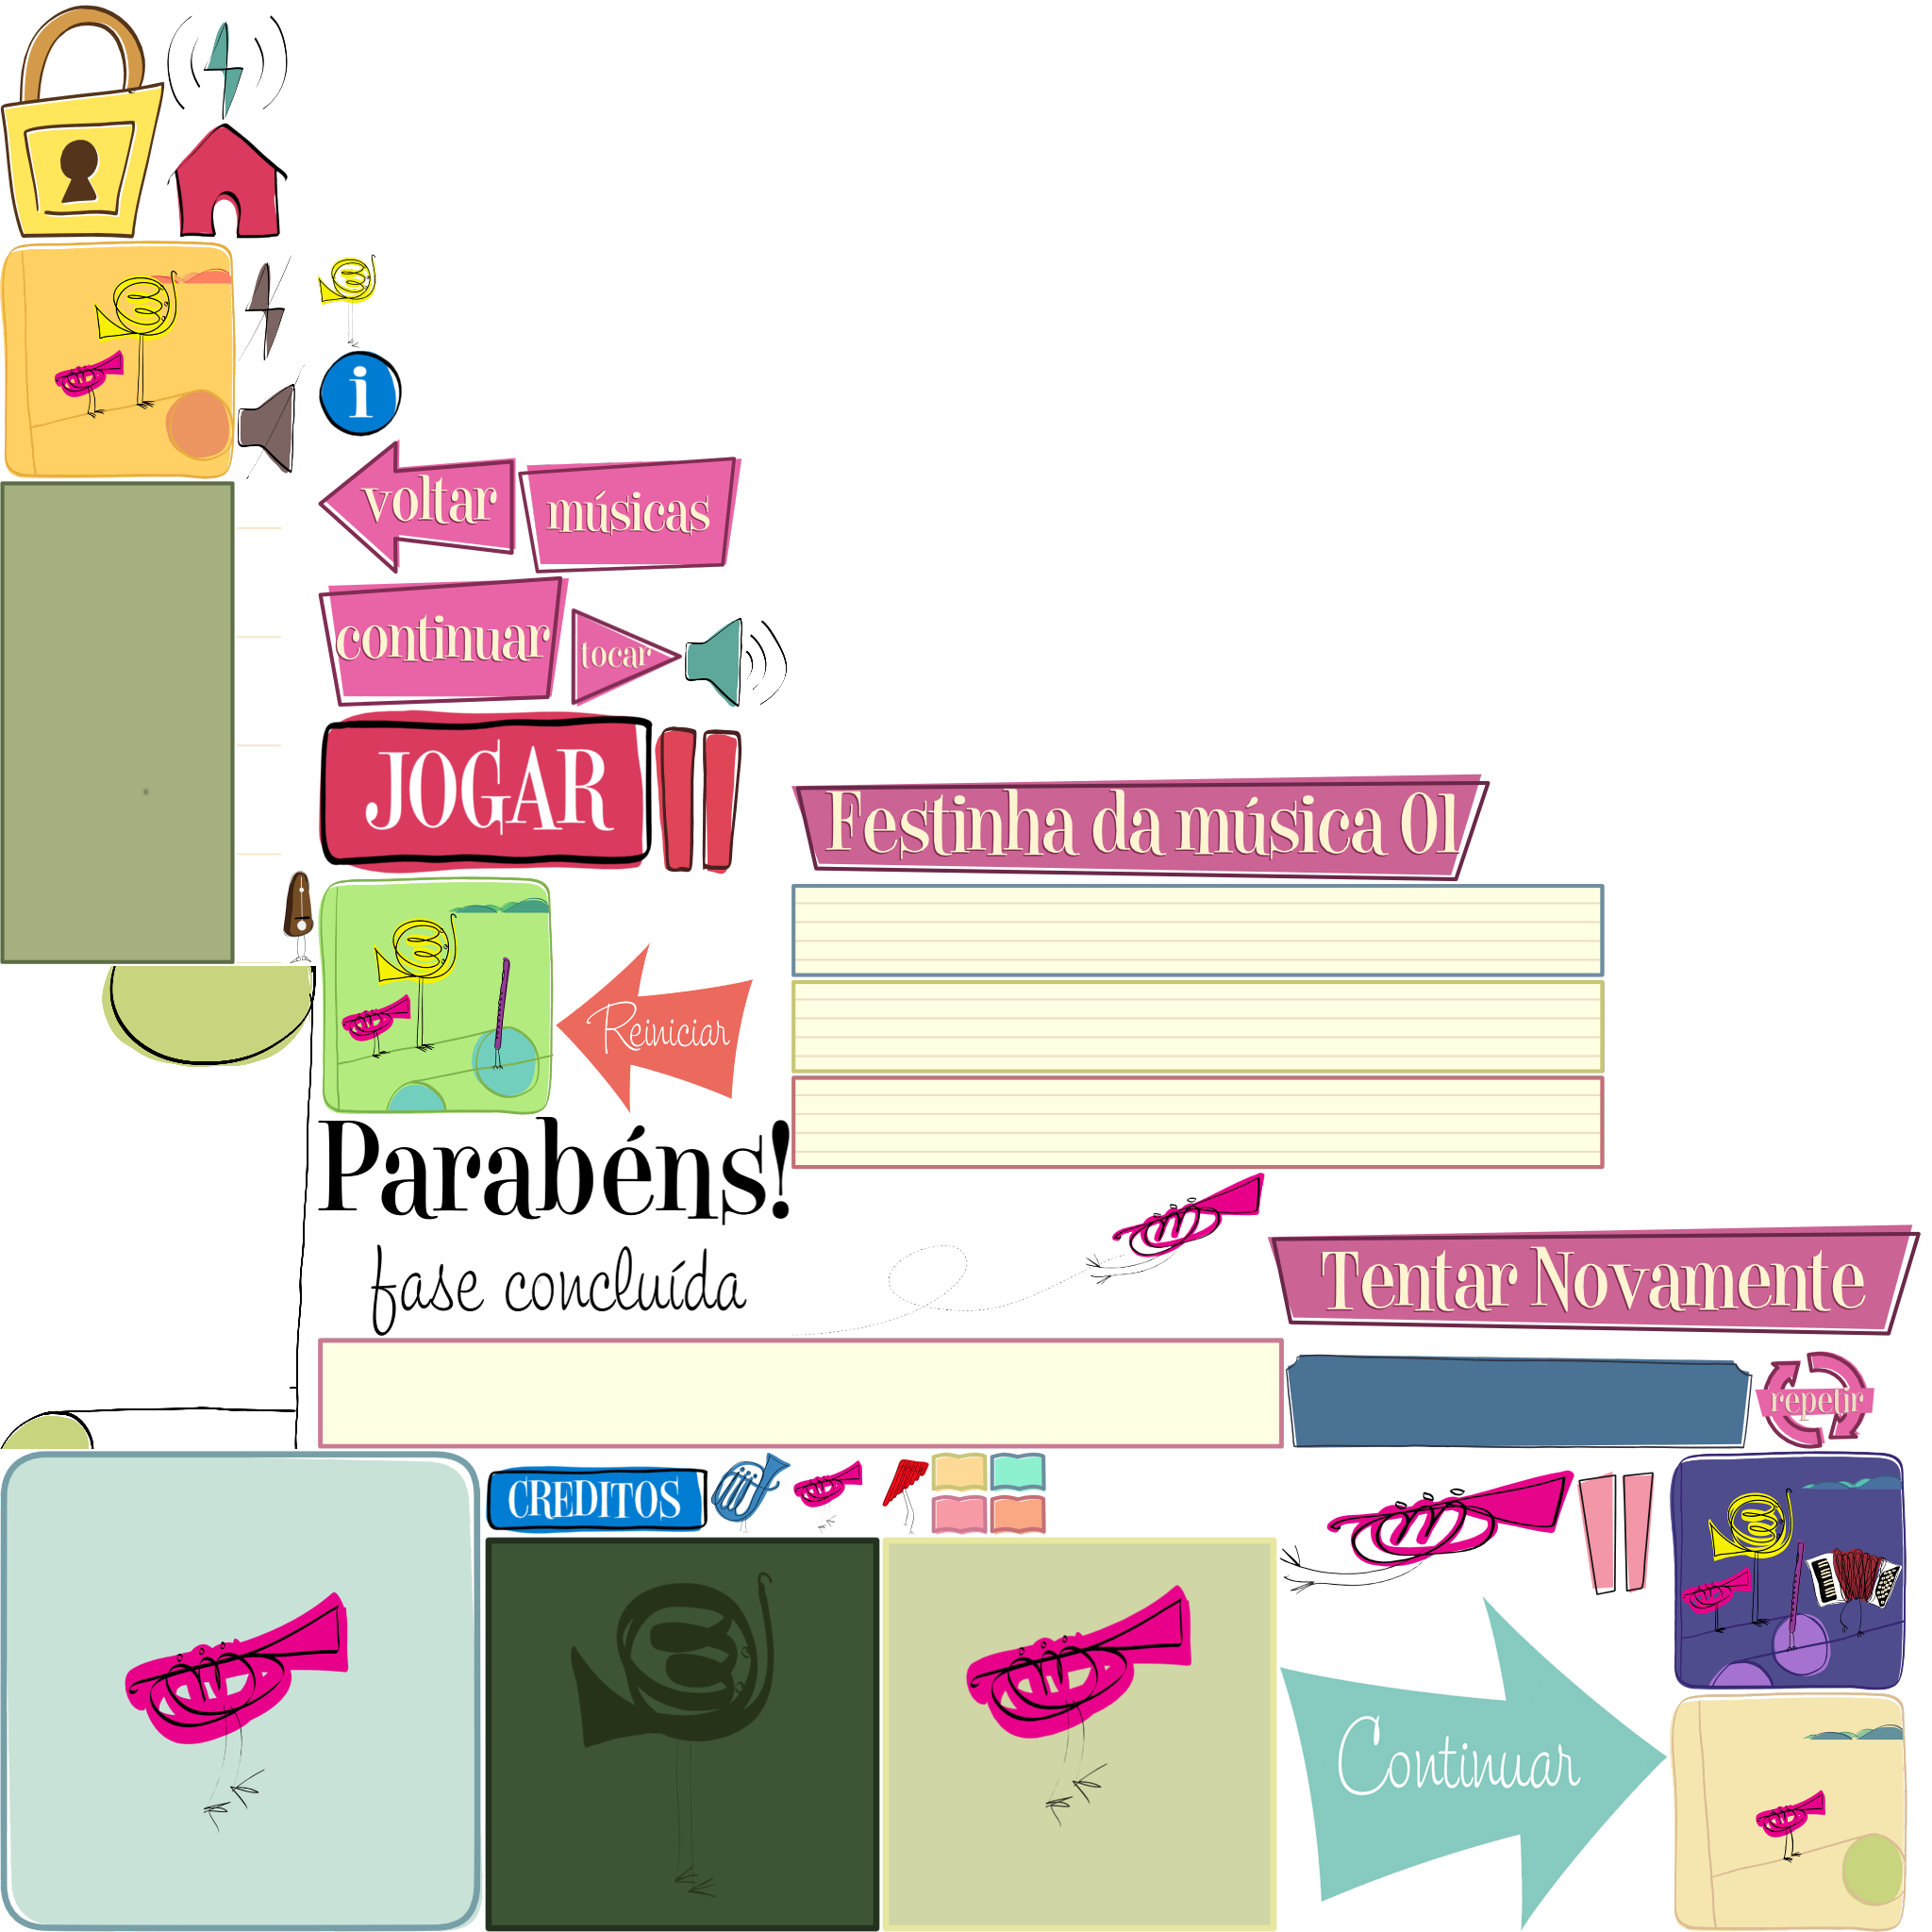 i
voltar
músicas
continuar
tocar
JOGAR
Festinha da música 01
Reiniciar
Parabéns!
fase concluída
Tentar Novamente
repetir
CREDITOS
Continuar